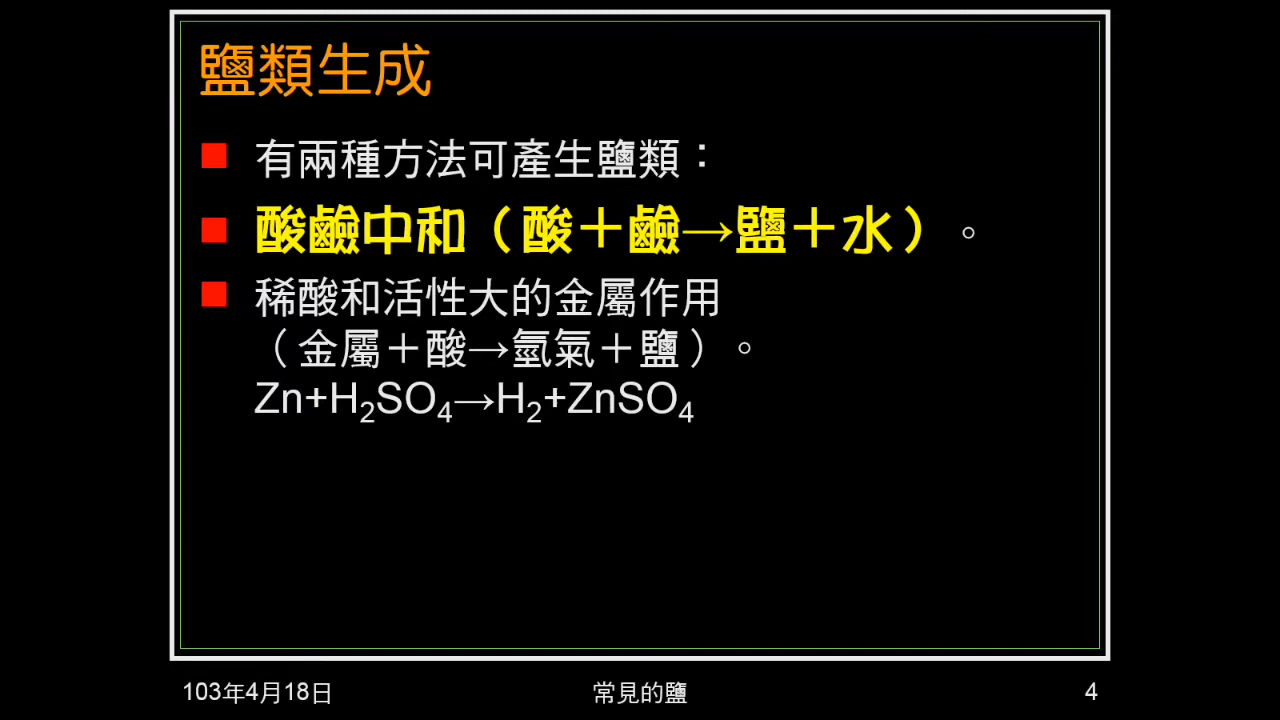 鹽類生成
有兩種方法可產生鹽類：
酸鹼中和（酸＋鹼→鹽＋水）。
稀酸和活性大的金屬作用
（金屬＋酸→氫氣＋鹽）。
Zn+H₂SO₄→H₂+ZnSO₄
103年4月18日
常見的鹽
4